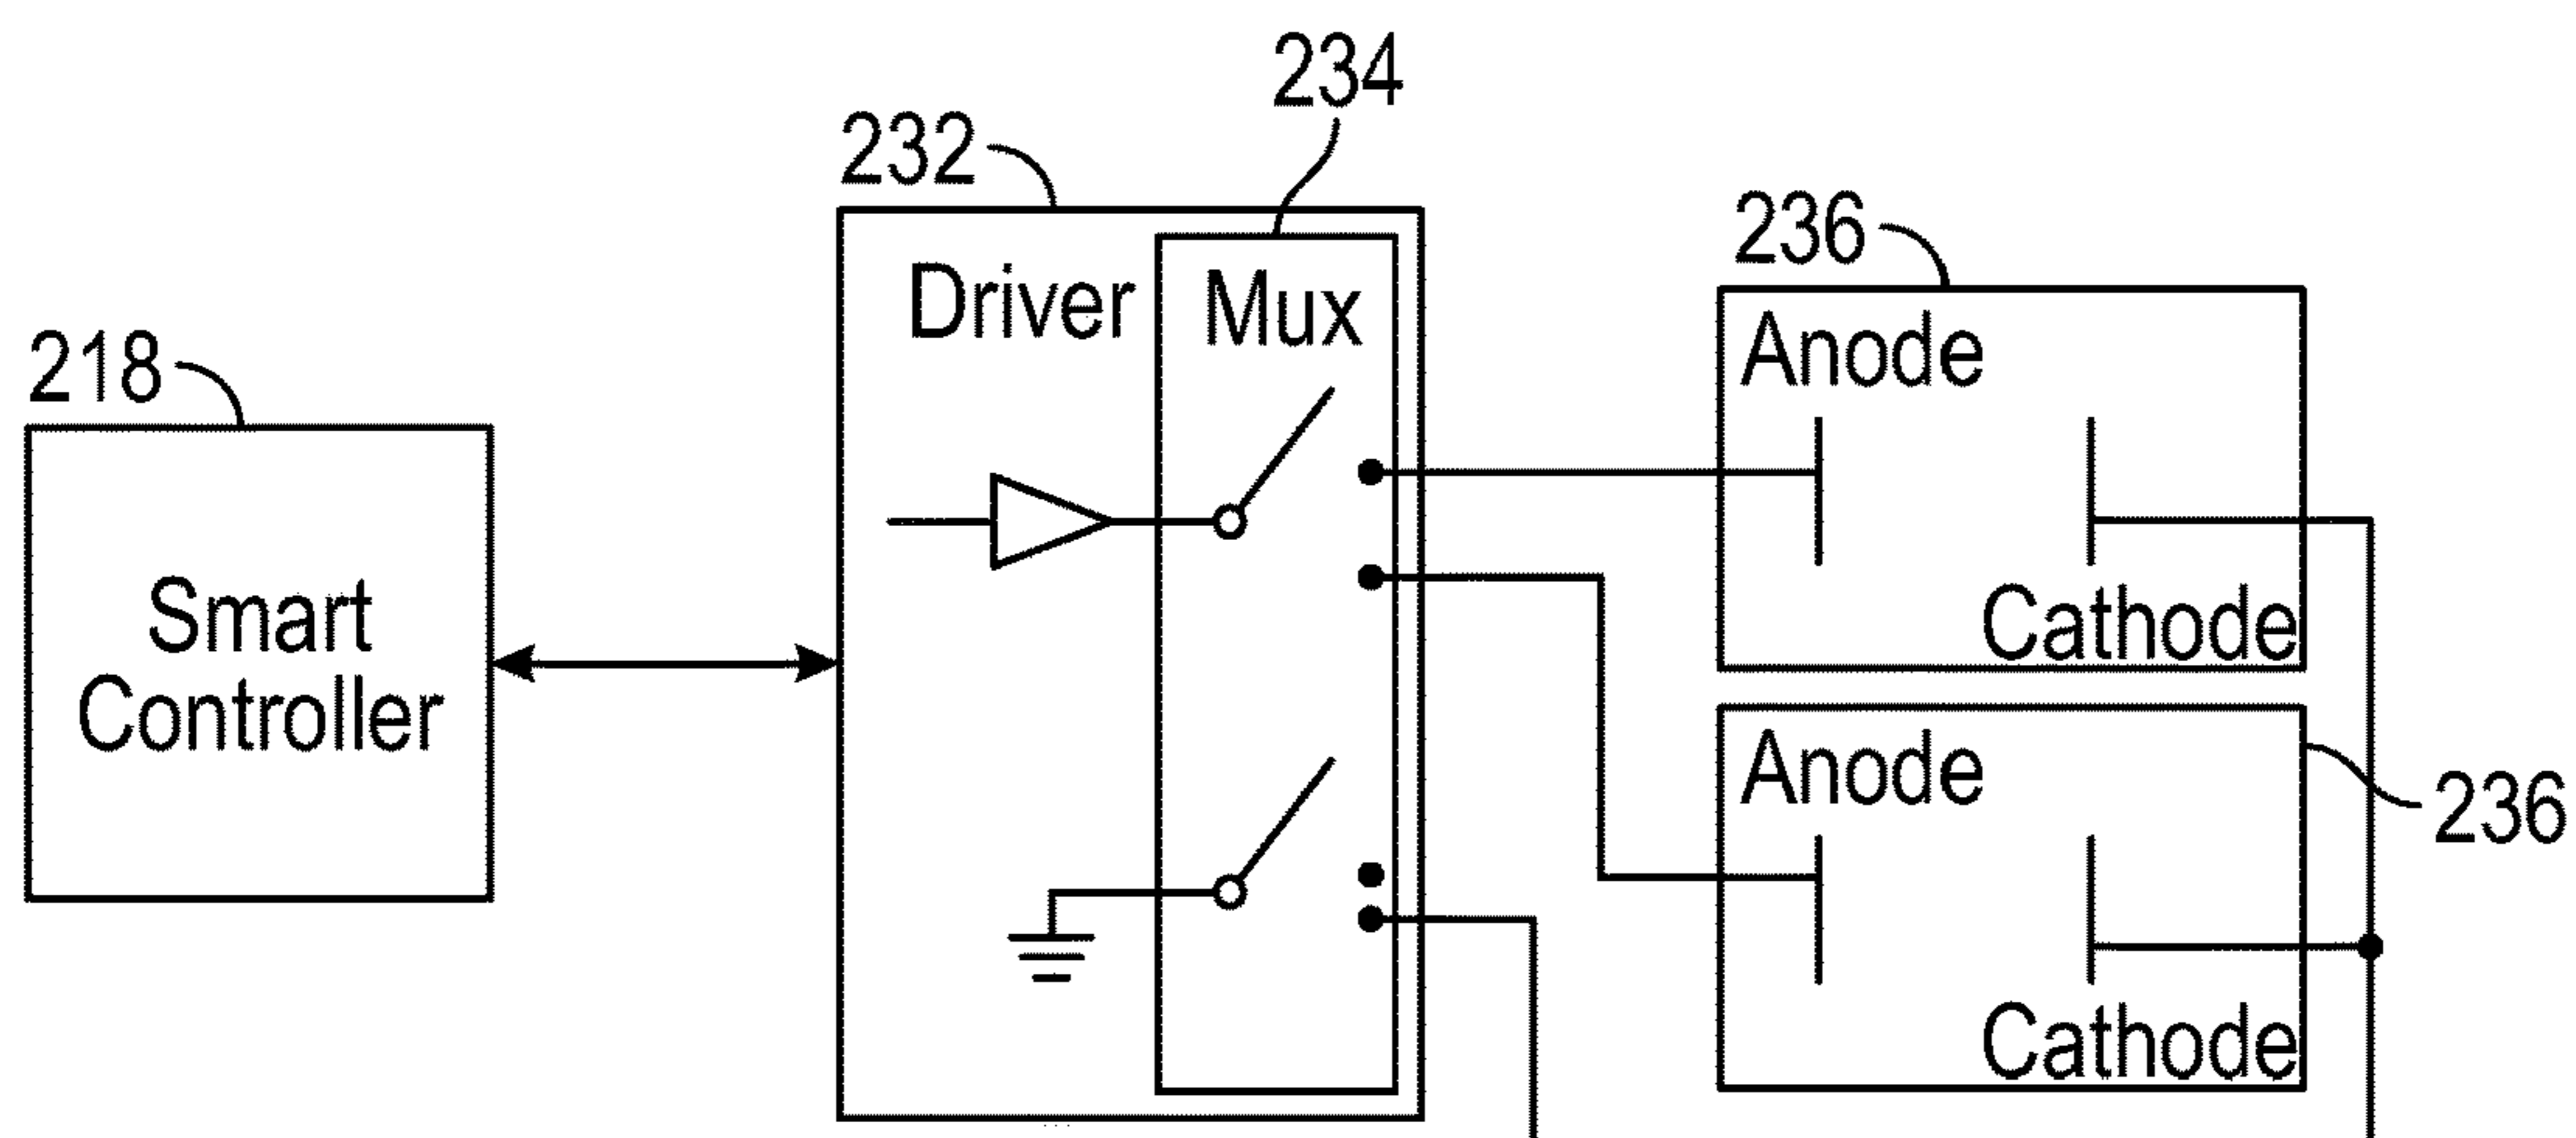 234
232
236
Driver
Mux
Anode
218
Smart
Controller
Cathode
Anode
236
Cathode